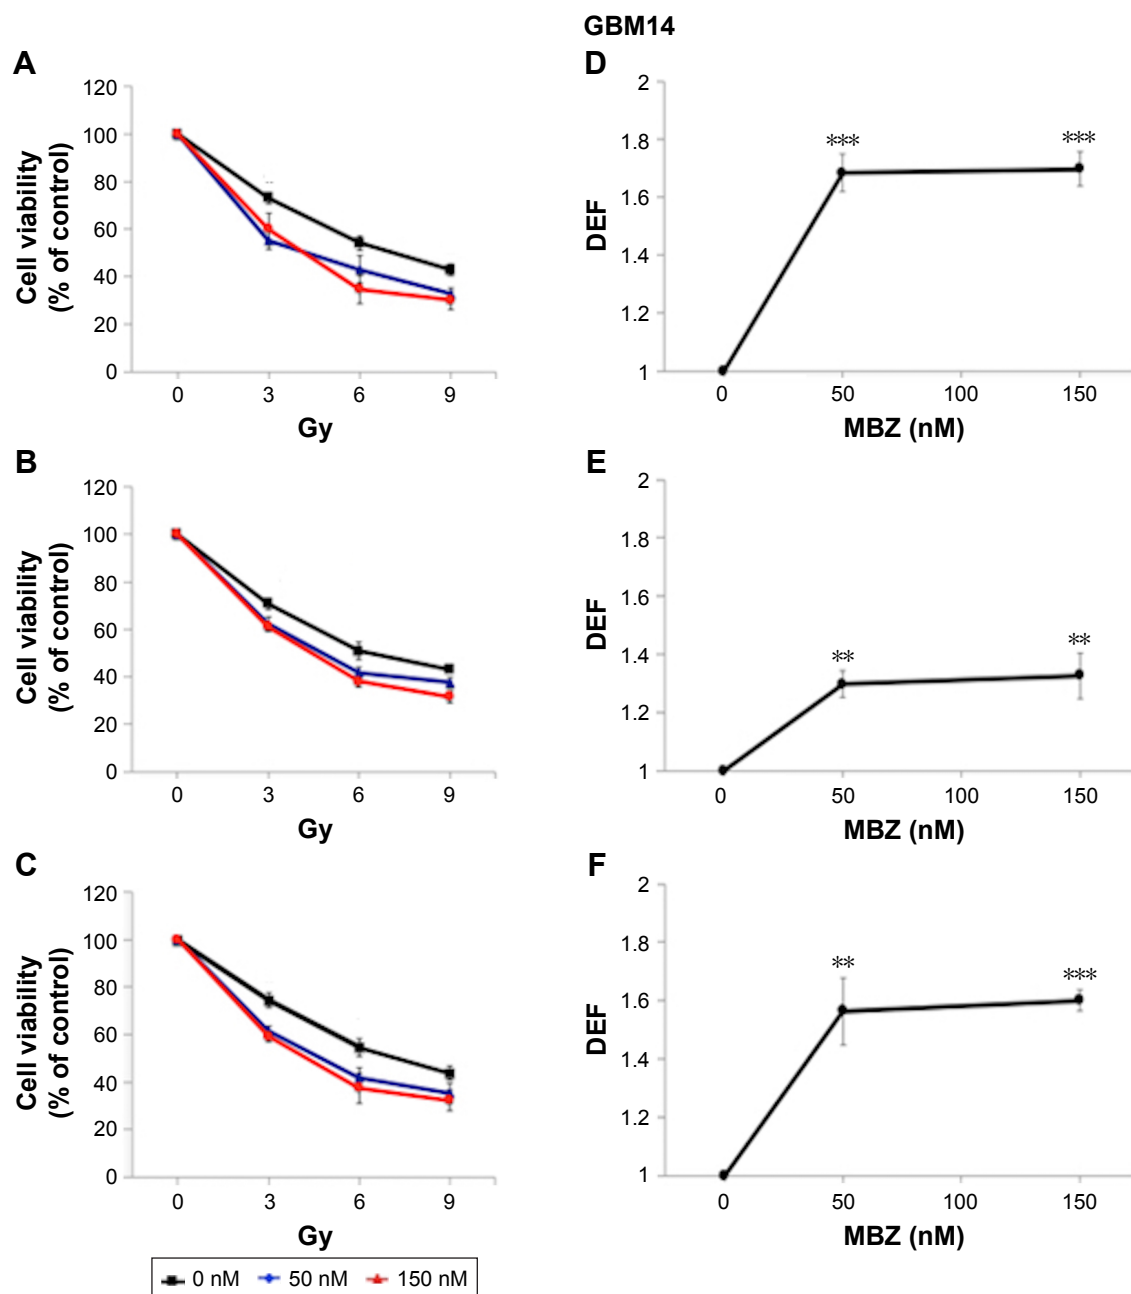 GBM14
A
Cell viability
(% of control)
120
100
80
60
40
20
0
0 3 6 9
Gy
D
DEF
2
1.8
1.6
1.4
1.2
1
*** ***
0 50 100 150
MBZ (nM)
B
Cell viability
(% of control)
120
100
80
60
40
20
0
0 3 6 9
Gy
E
DEF
2
1.8
1.6
1.4
1.2
1
** **
0 50 100 150
MBZ (nM)
C
Cell viability
(% of control)
120
100
80
60
40
20
0
0 3 6 9
Gy
F
DEF
2
1.8
1.6
1.4
1.2
1
** ***
0 50 100 150
MBZ (nM)
0 nM 50 nM 150 nM